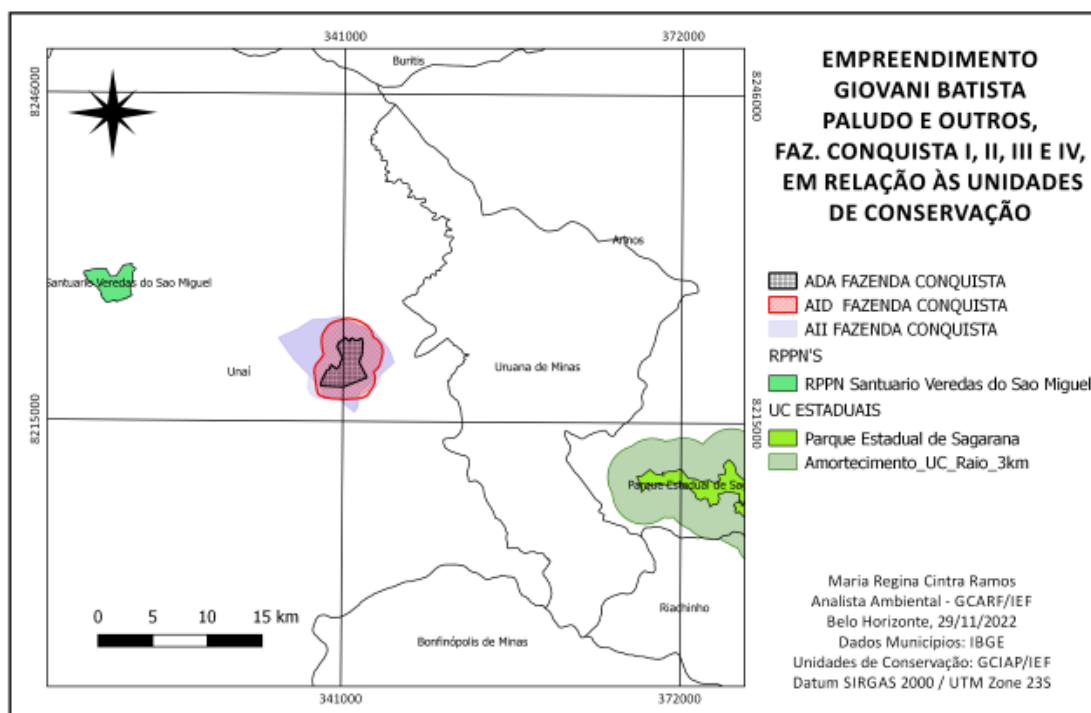 341000
372000
Buritis
8246000
8246000
Arinos
Santuario Veredas do Sao Miguel
Unaí
Uruana de Minas
8215000
8215000
Parque Estadual de Sag
0 5 10 15 km
Riachinho
Bonfinópolis de Minas
341000
372000
EMPREENDIMENTO
GIOVANI BATISTA
PALUDO E OUTROS,
FAZ. CONQUISTA I, II, III E IV,
EM RELAÇÃO ÀS UNIDADES
DE CONSERVAÇÃO
ADA FAZENDA CONQUISTA
AID FAZENDA CONQUISTA
AII FAZENDA CONQUISTA
RPPN'S
RPPN Santuario Veredas do Sao Miguel
UC ESTADUAIS
Parque Estadual de Sagarana
Amortecimento_UC_Raio_3km
Maria Regina Cintra Ramos
Analista Ambiental - GCARF/IEF
Belo Horizonte, 29/11/2022
Dados Municípios: IBGE
Unidades de Conservação: GCIAP/IEF
Datum SIRGAS 2000 / UTM Zone 23S